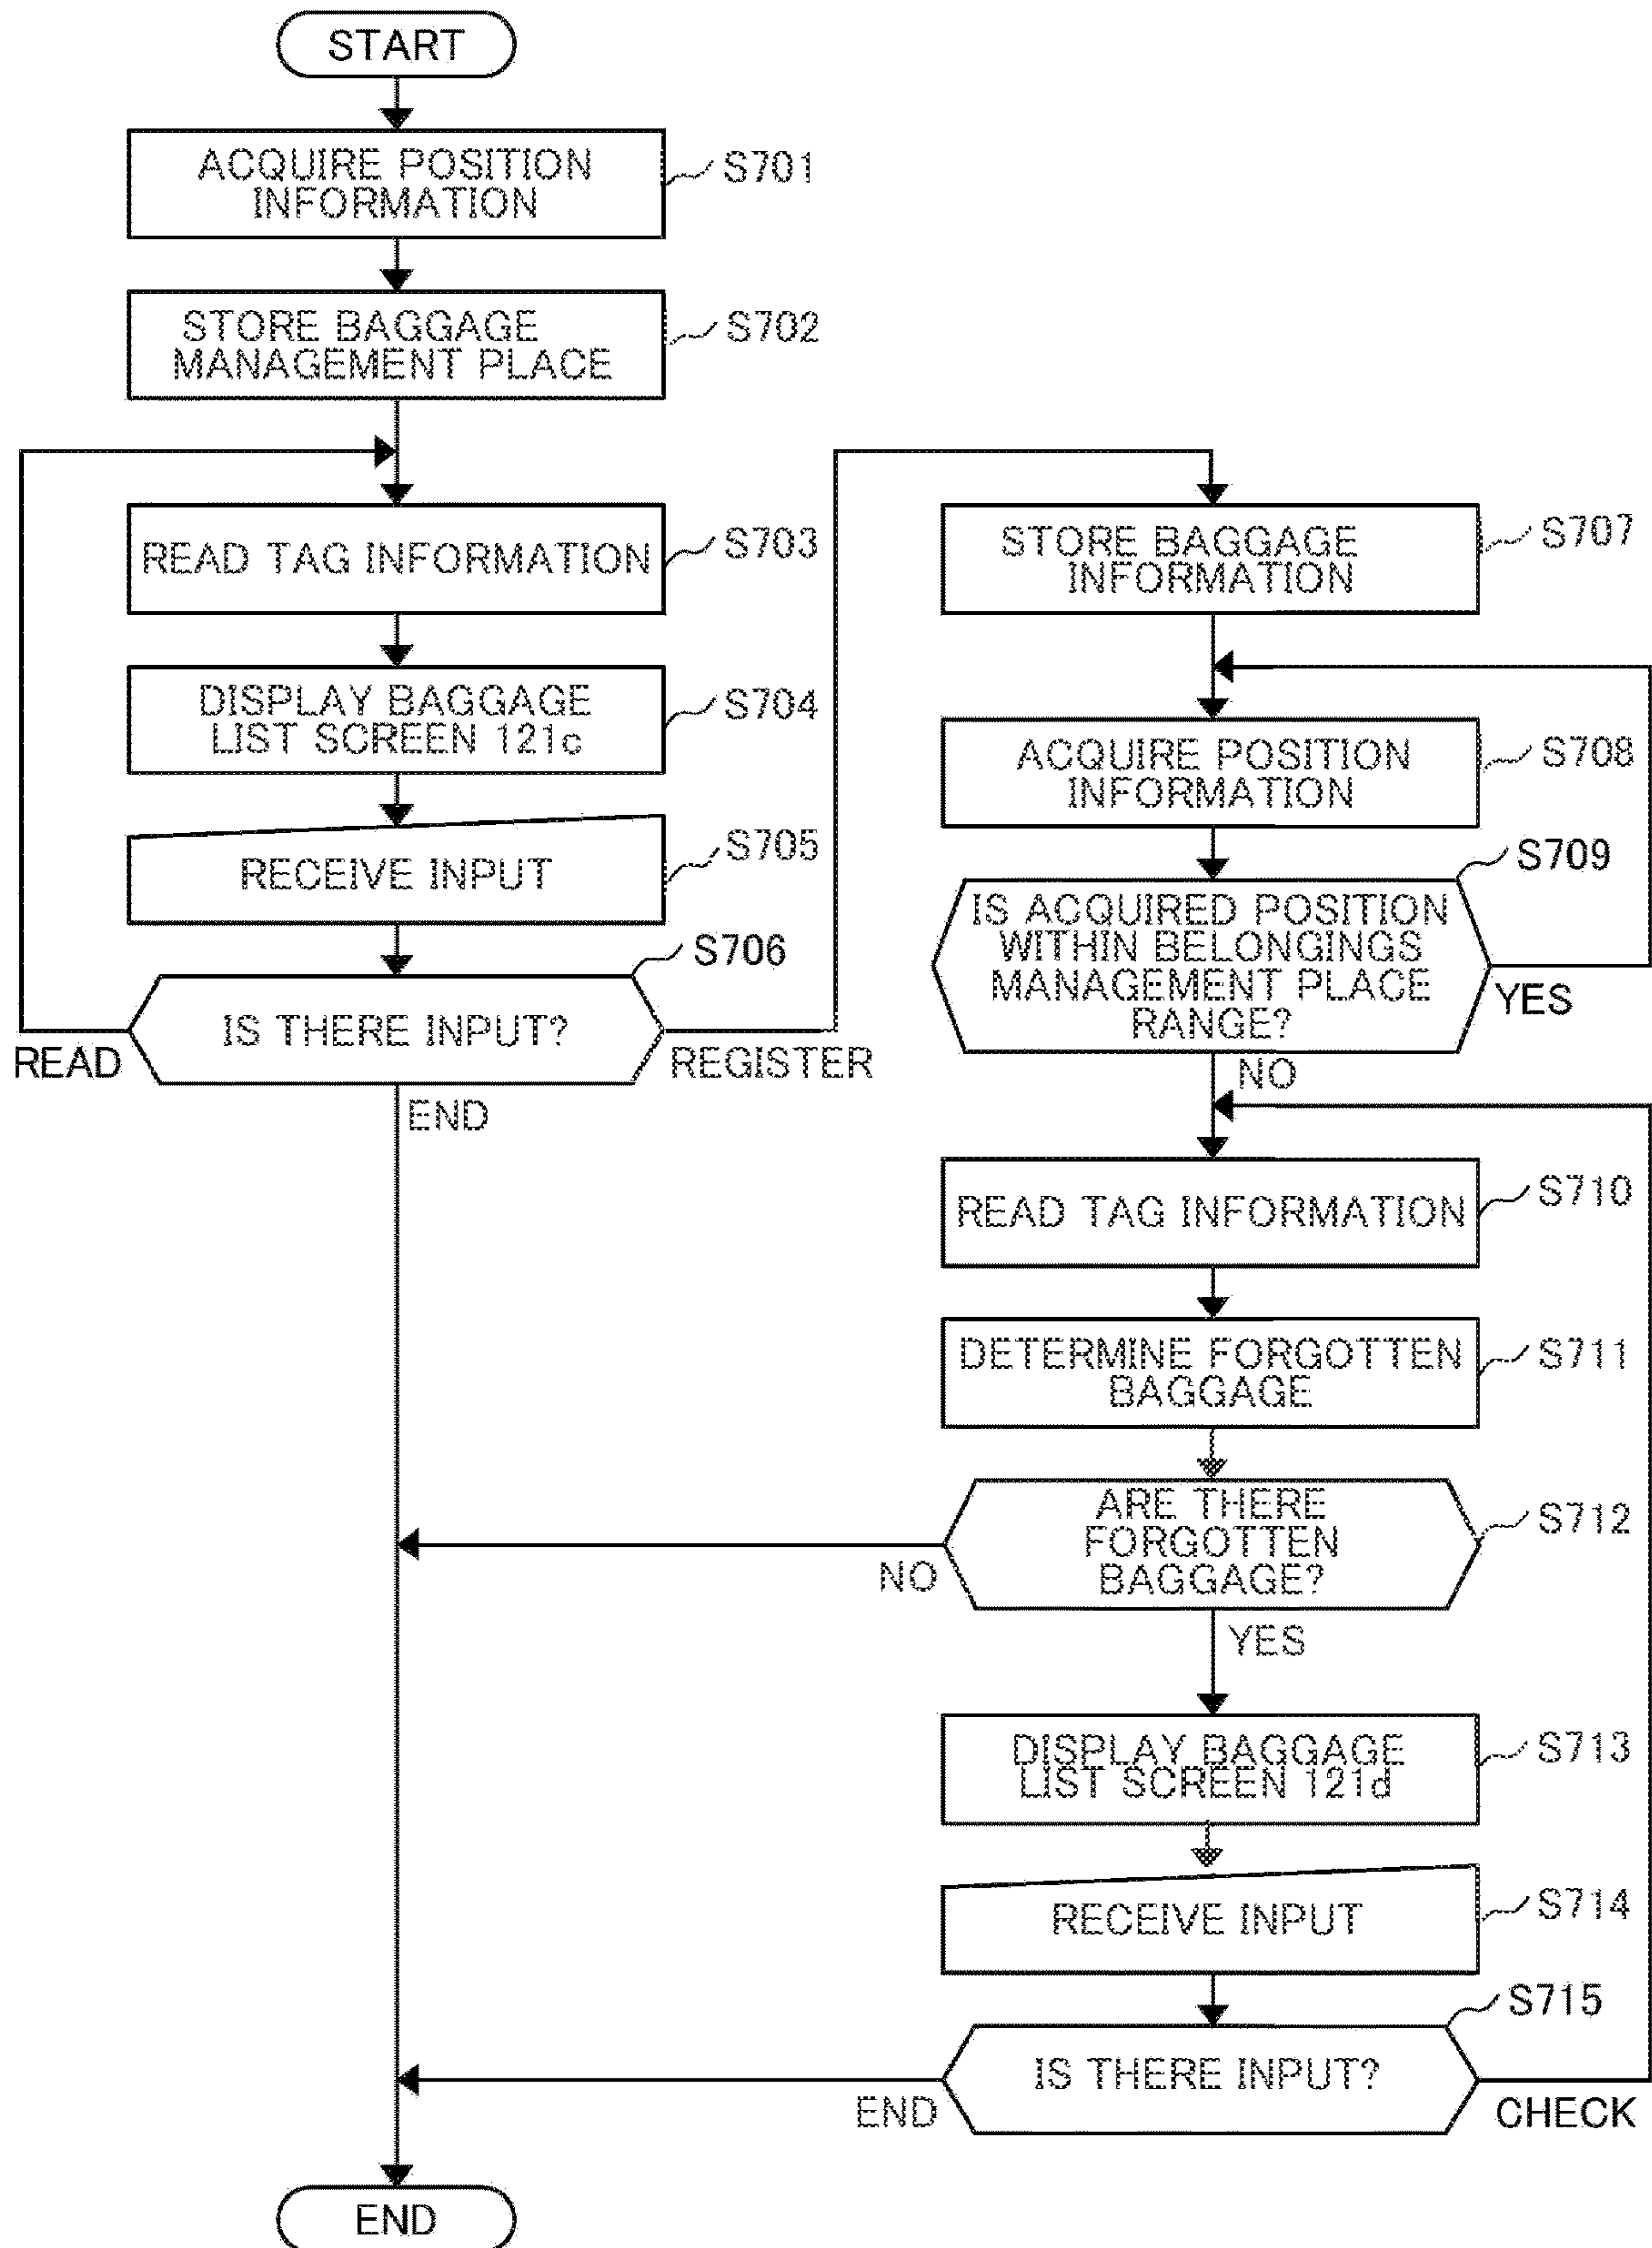 START
ACQUIRE POSITION
INFORMATION
S701
STORE BAGGAGE
MANAGEMENT PLACE
S702
READ TAG INFORMATION
S703
DISPLAY BAGGAGE
LIST SCREEN 121c
S704
RECEIVE INPUT
S705
IS THERE INPUT?
S706
READ
REGISTER
END
STORE BAGGAGE
INFORMATION
S707
ACQUIRE POSITION
INFORMATION
S708
IS ACQUIRED POSITION
WITHIN BELONGINGS
MANAGEMENT PLACE
RANGE?
S709
YES
NO
READ TAG INFORMATION
S710
DETERMINE FORGOTTEN
BAGGAGE
S711
ARE THERE
FORGOTTEN
BAGGAGE?
S712
NO
YES
DISPLAY BAGGAGE
LIST SCREEN 121d
S713
RECEIVE INPUT
S714
IS THERE INPUT?
S715
END
CHECK
END